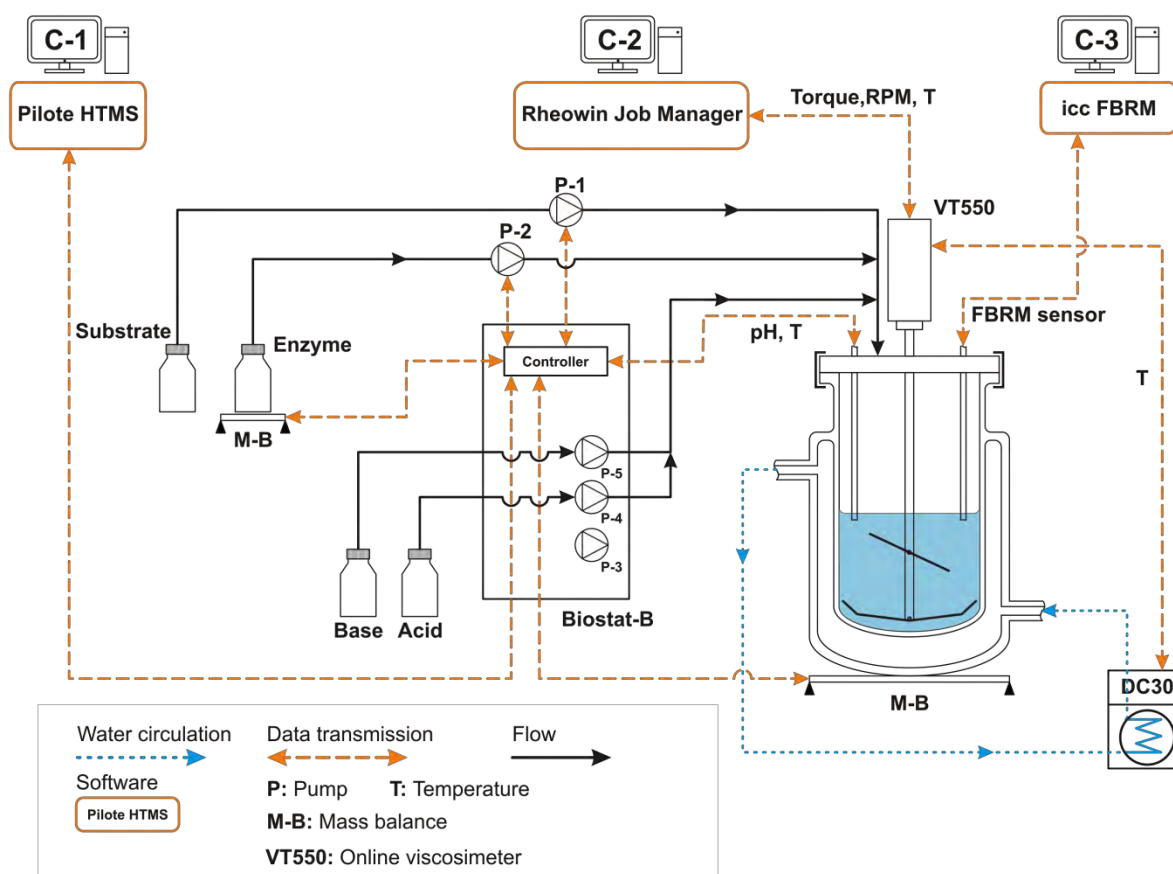 C-1
C-2
C-3
Pilote HTMS
Rheowin Job Manager
Torque,RPM, T
icc FBRM
P-1
VT550
P-2
Substrate
Enzyme
Controller
pH, T
FBRM sensor
T
M-B
P-5
P-4
P-3
Base
Acid
Biostat-B
M-B
DC30
Water circulation
Data transmission
Flow
Software
P: Pump
T: Temperature
Pilote HTMS
M-B: Mass balance
VT550: Online viscosimeter